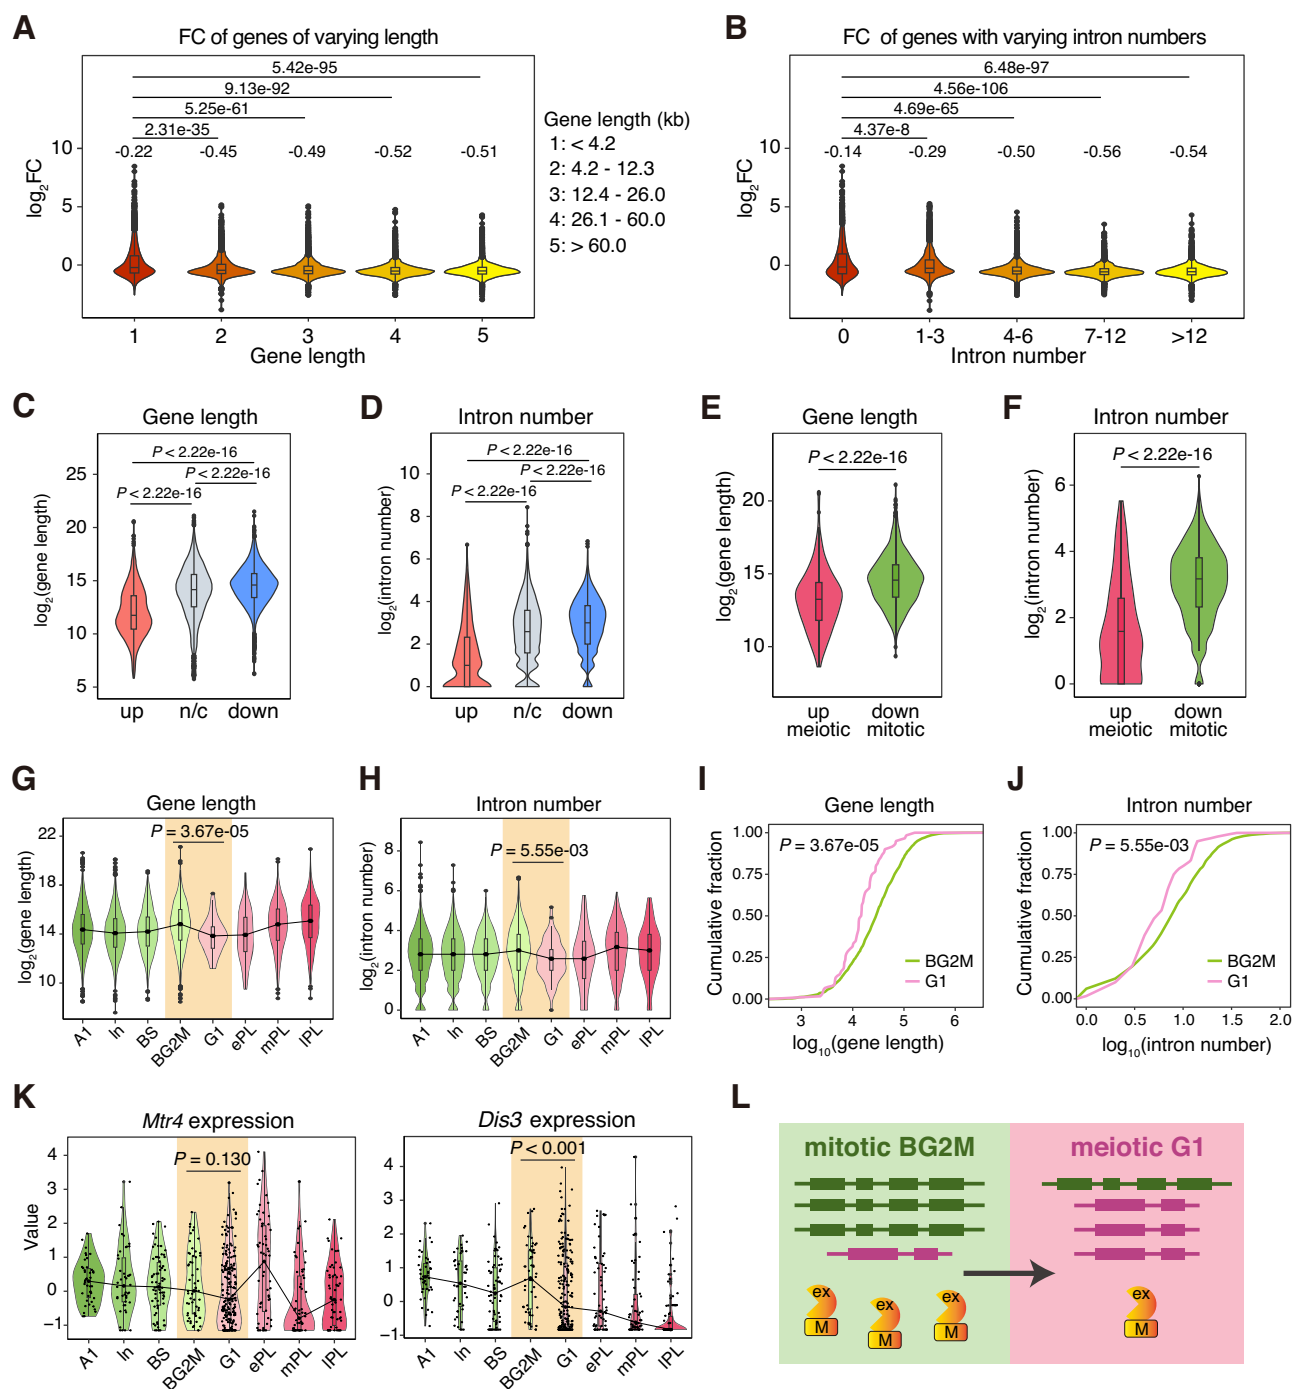 A
FC of genes of varying length
5.42e-95
9.13e-92
5.25e-61
2.31e-35
-0.22 -0.45 -0.49 -0.52 -0.51
log2FC
10
5
0
1 2 3 4 5
Gene length
Gene length (kb)
1: < 4.2
2: 4.2 - 12.3
3: 12.4 - 26.0
4: 26.1 - 60.0
5: > 60.0
B
FC of genes with varying intron numbers
6.48e-97
4.56e-106
4.69e-65
4.37e-8
-0.14 -0.29 -0.50 -0.56 -0.54
log2FC
10
5
0
0 1-3 4-6 7-12 >12
Intron number
C
Gene length
P < 2.22e-16
P < 2.22e-16
P < 2.22e-16
log2(gene length)
25
20
15
10
5
up n/c down
D
Intron number
P < 2.22e-16
P < 2.22e-16
P < 2.22e-16
log2(intron number)
10
8
6
4
2
0
up n/c down
E
Gene length
P < 2.22e-16
log2(gene length)
20
15
10
up down
meiotic mitotic
F
Intron number
P < 2.22e-16
log2(intron number)
6
4
2
0
up down
meiotic mitotic
G
Gene length
P = 3.67e-05
log2(gene length)
22
18
14
10
A1 In BS BG2M G1 ePL mPL lPL
H
Intron number
P = 5.55e-03
log2(intron number)
8
6
4
2
0
A1 In BS BG2M G1 ePL mPL lPL
I
Gene length
P = 3.67e-05
Cumulative fraction
1.00
0.75
0.50
0.25
0.00
BG2M
G1
3 4 5 6
log10(gene length)
J
Intron number
P = 5.55e-03
Cumulative fraction
1.00
0.75
0.50
0.25
0.00
BG2M
G1
0.0 0.5 1.0 1.5 2.0
log10(intron number)
K
Mtr4 expression
P = 0.130
Value
4
3
2
1
0
−1
A1 In BS BG2M G1 ePL mPL lPL
Dis3 expression
P < 0.001
4
3
2
1
0
−1
A1 In BS BG2M G1 ePL mPL lPL
L
mitotic BG2M meiotic G1
ex ex ex ex
M M M M